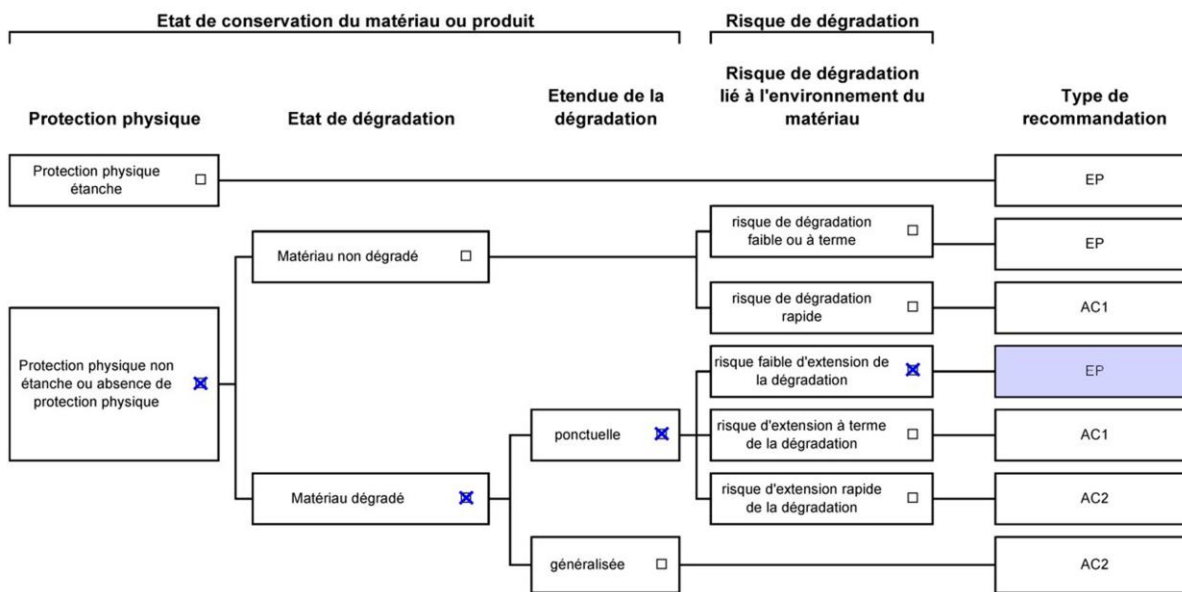 Etat de conservation du matériau ou produit
Risque de dégradation
Protection physique
Etat de dégradation
Etendue de la
dégradation
Risque de dégradation
lié à l'environnement du
matériau
Type de
recommandation
Protection physique
étanche
EP
Matériau non dégradé
risque de dégradation
faible ou à terme
EP
risque de dégradation
rapide
AC1
Protection physique non
étanche ou absence de
protection physique
risque faible d'extension de
la dégradation
EP
ponctuelle
risque d'extension à terme
de la dégradation
AC1
Matériau dégradé
risque d'extension rapide
de la dégradation
AC2
généralisée
AC2